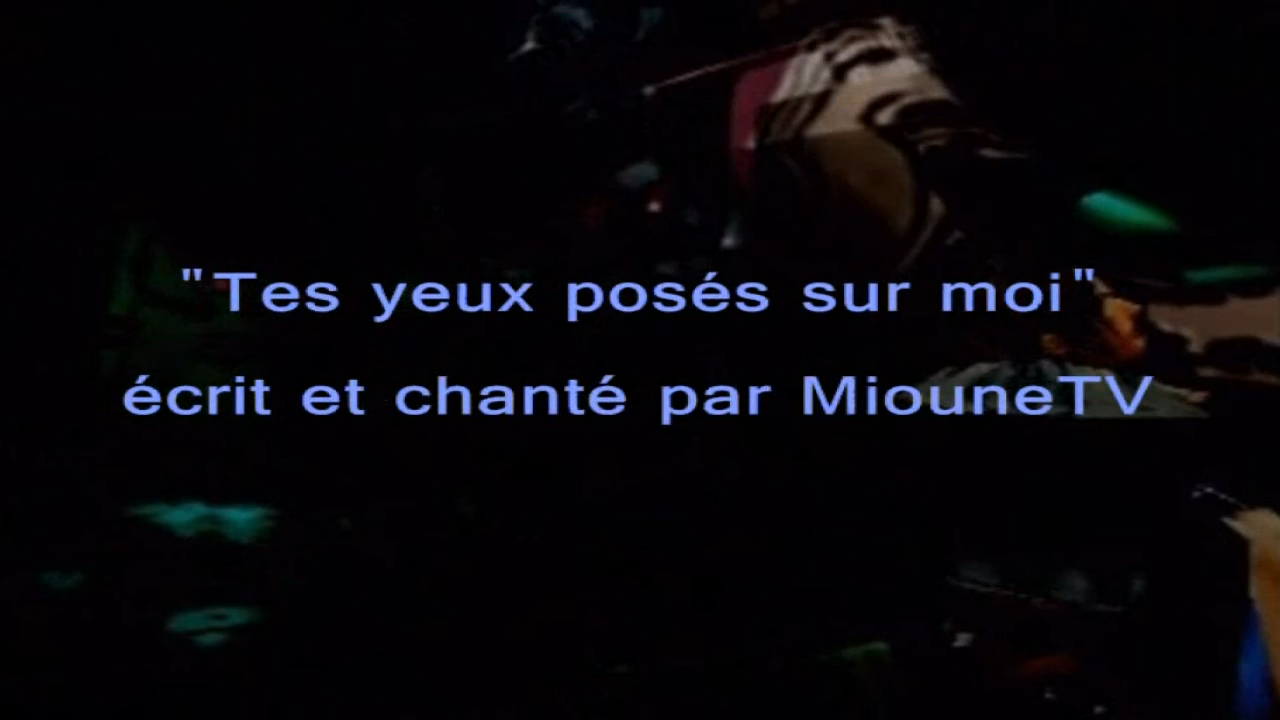 "Tes yeux posés sur moi"
écrit et chanté par MiouneTV